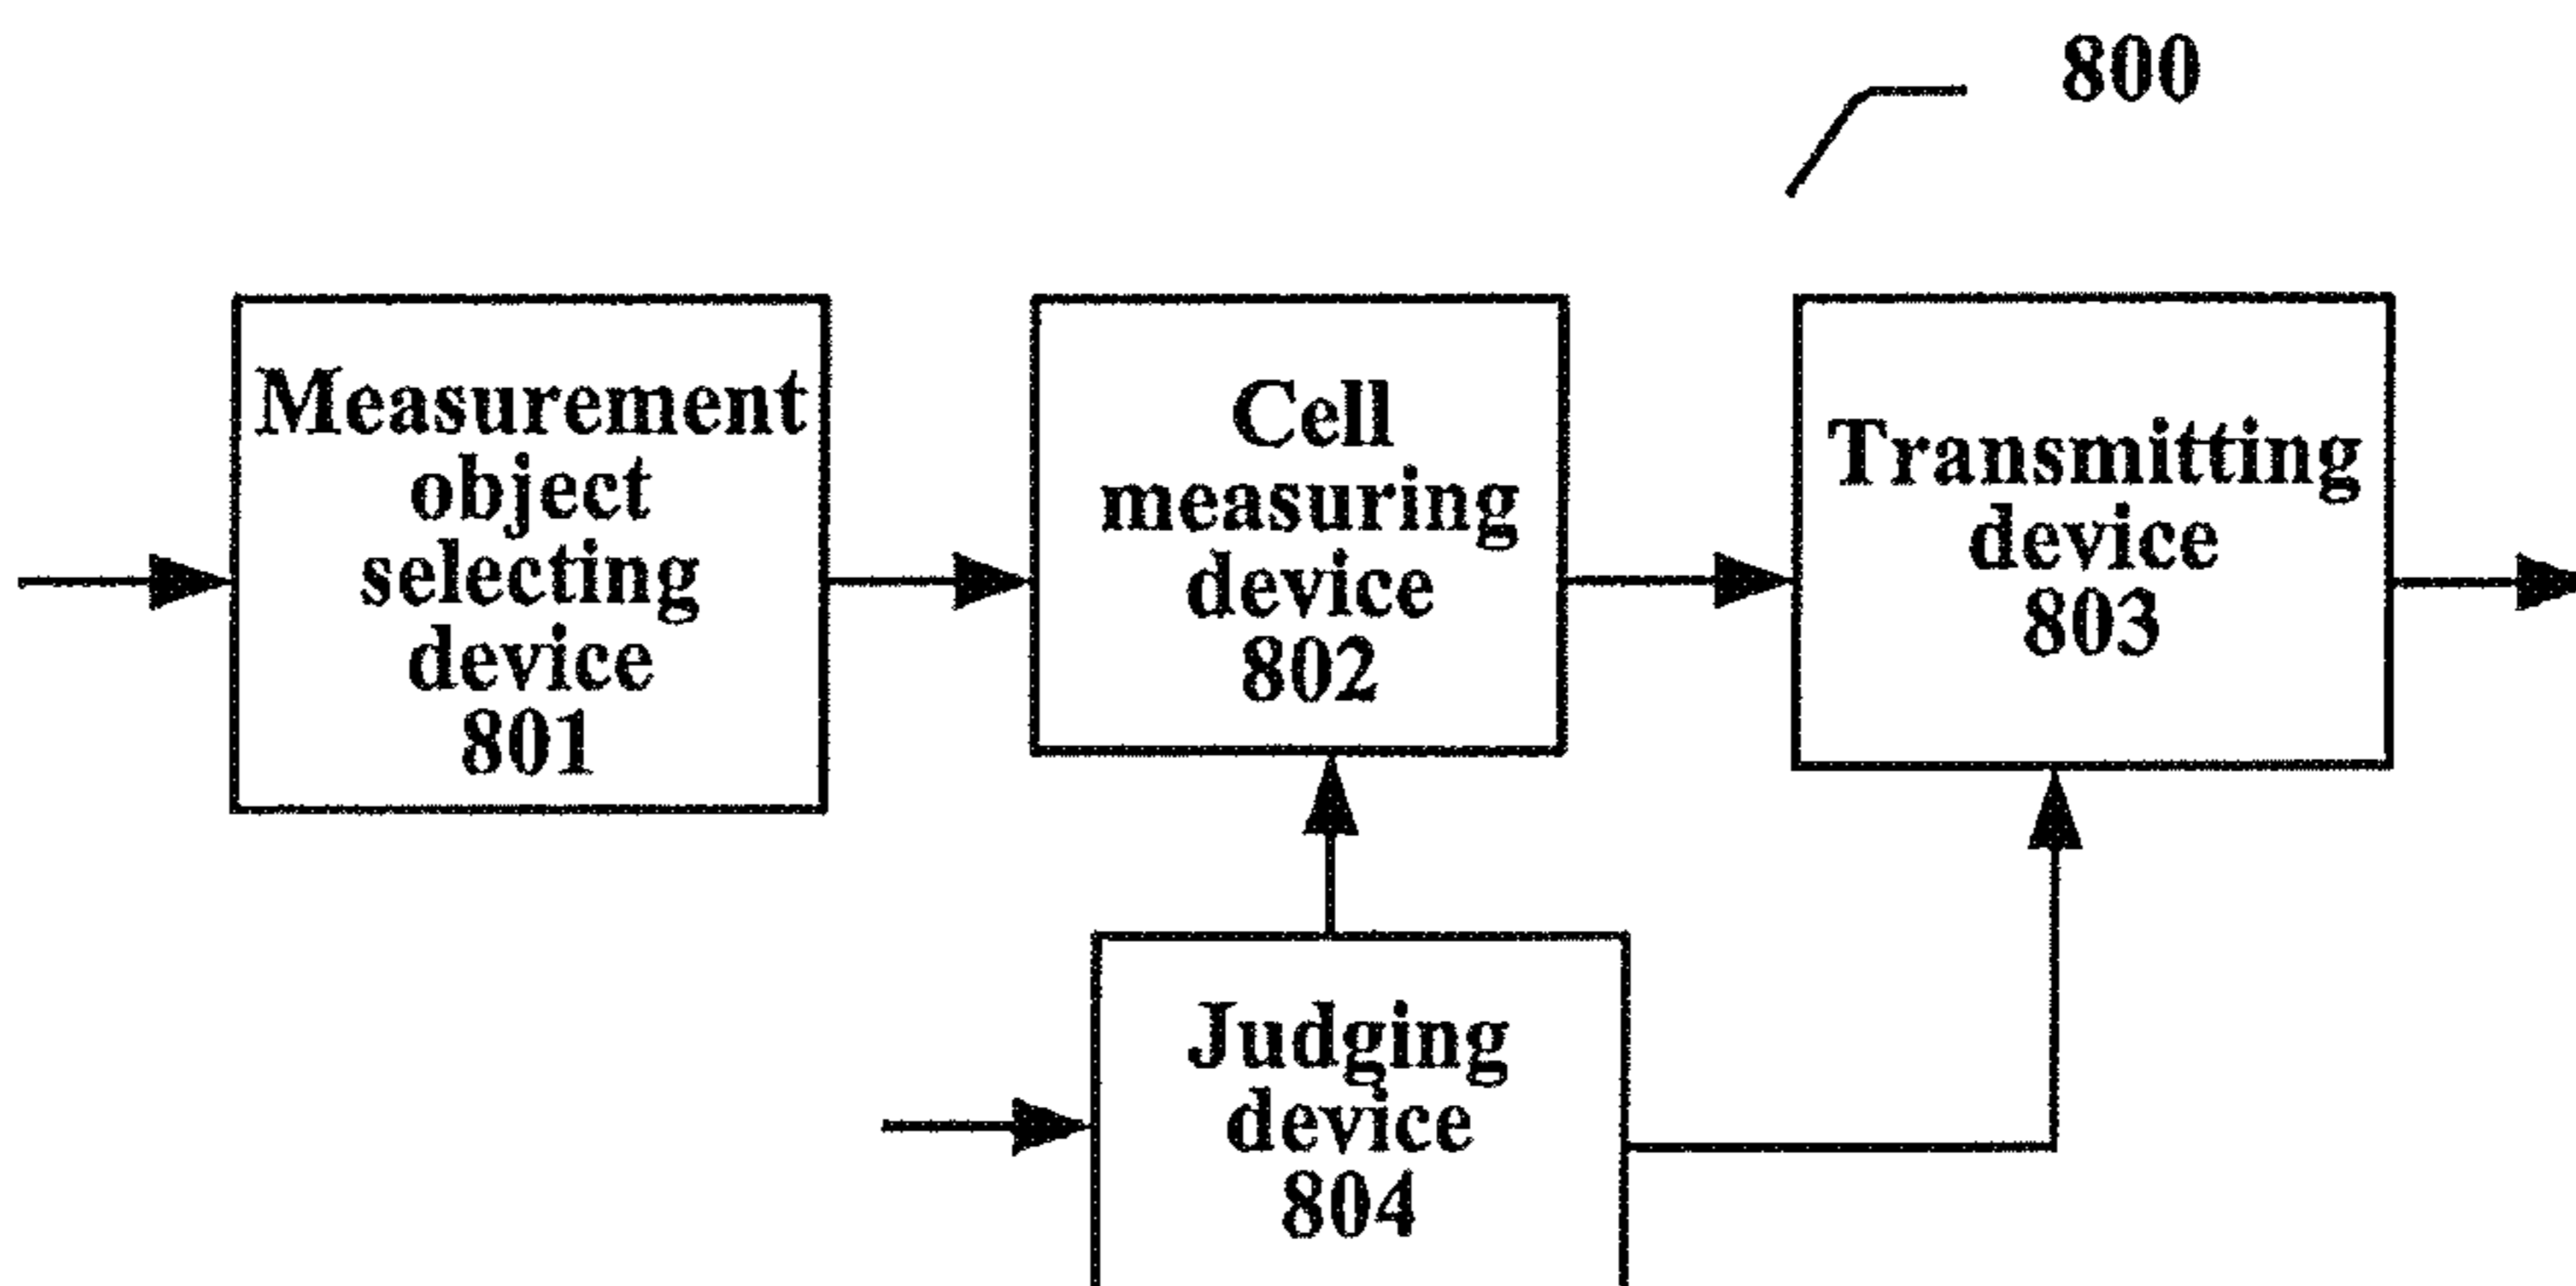 800
Measurement
object
selecting
device
801
Cell
measuring
device
802
Transmitting
device
803
Judging
device
804